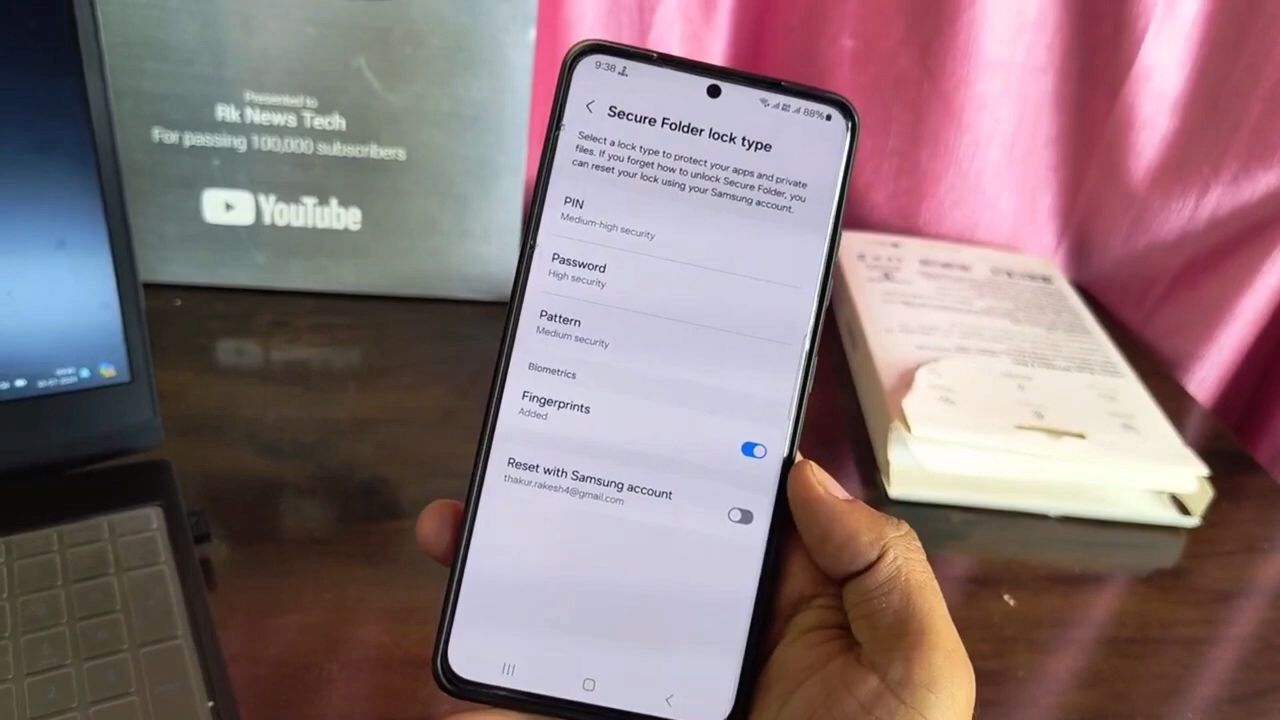 Presented to
Rk News Tech
For passing 100,000 subscribers
YouTube
9:38
88%
Secure Folder lock type
Select a lock type to protect your apps and private
files. If you forget how to unlock Secure Folder, you
can reset your lock using your Samsung account.
PIN
Medium-high security
Password
High security
Pattern
Medium security
Biometrics
Fingerprints
Added
Reset with Samsung account
thakur.rakesh4@gmail.com